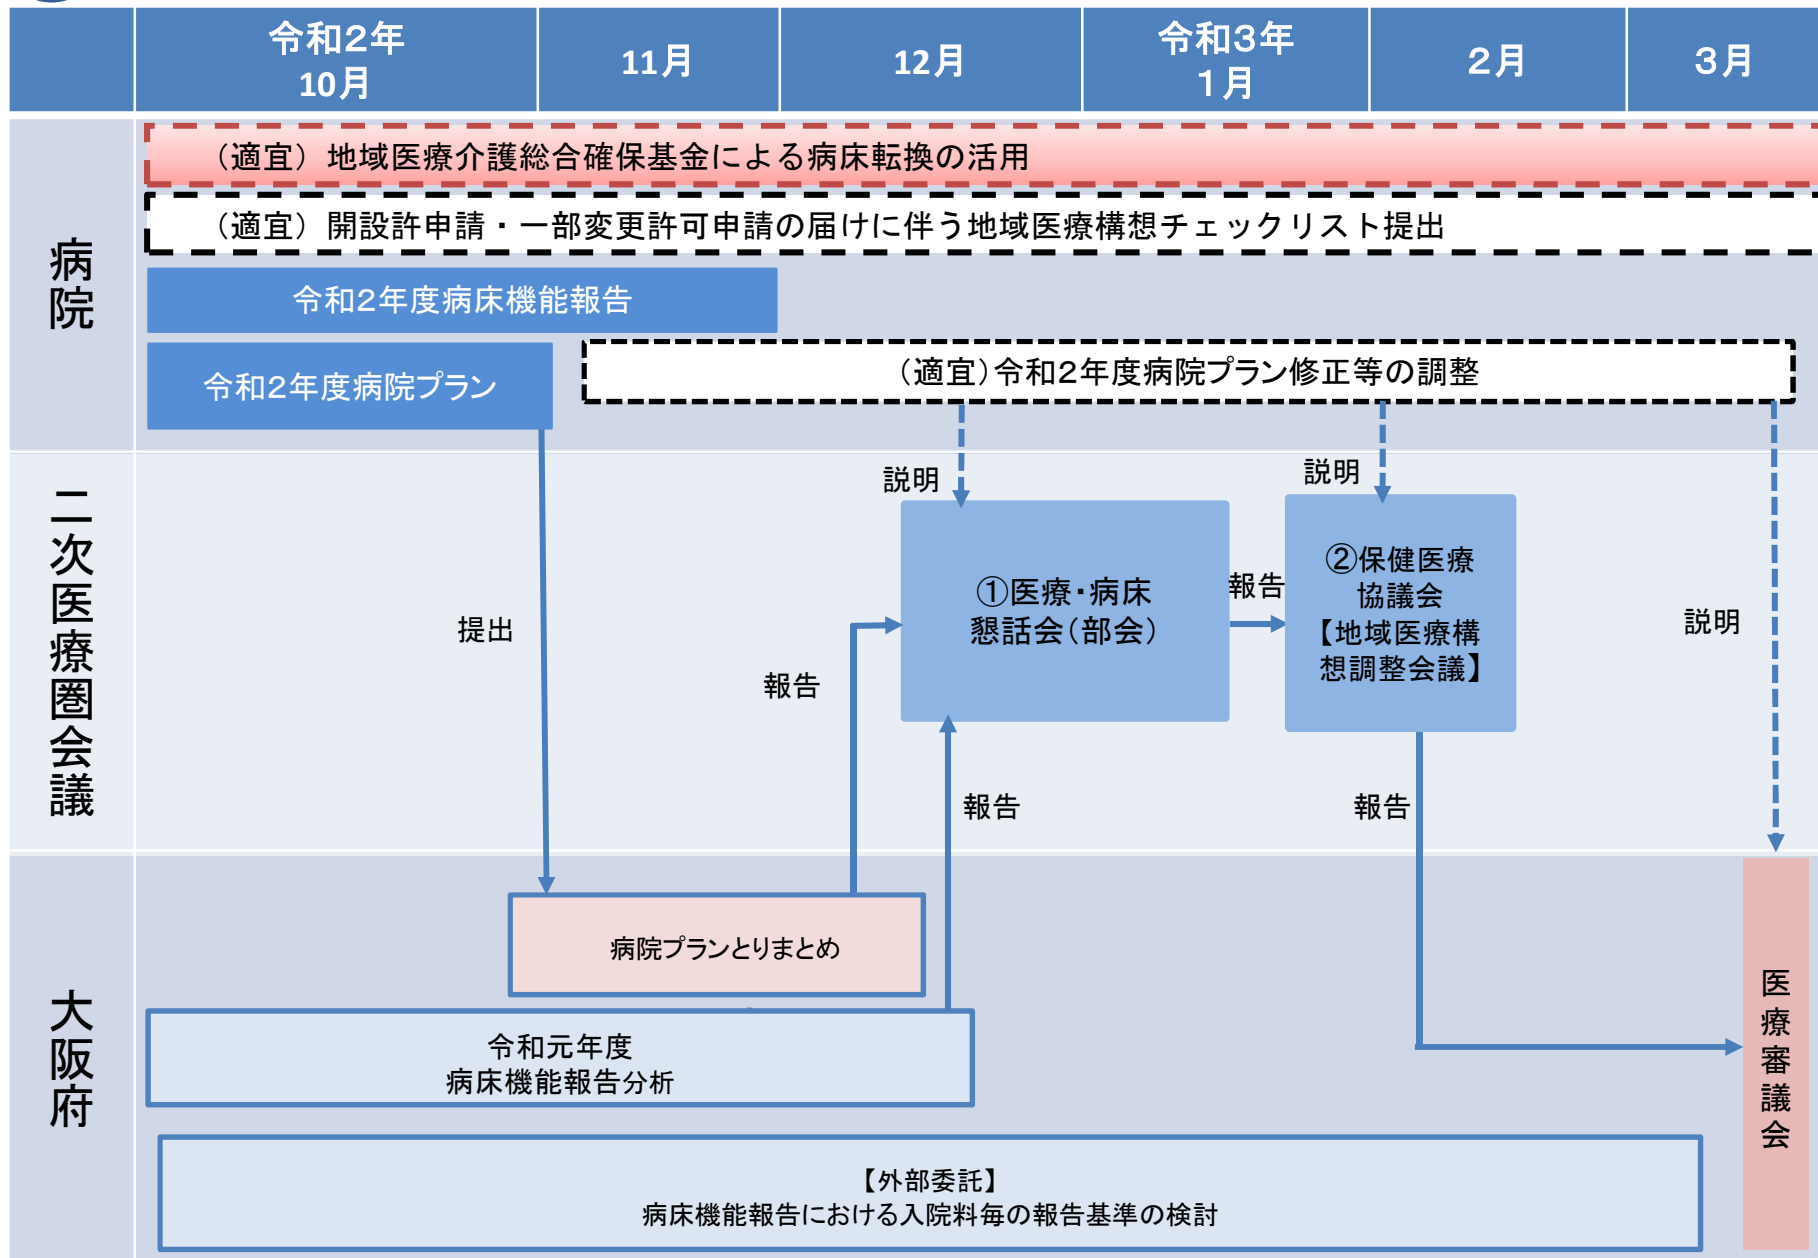 令和2年
10月
11月
12月
令和3年
1月
2月
3月
病院
（適宜）地域医療介護総合確保基金による病床転換の活用
（適宜）開設許申請・一部変更許可申請の届けに伴う地域医療構想チェックリスト提出
令和2年度病床機能報告
令和2年度病院プラン
（適宜）令和2年度病院プラン修正等の調整
二次医療圏会議
説明
説明
説明
提出
報告
①医療・病床
懇話会（部会）
報告
②保健医療
協議会
【地域医療構
想調整会議】
報告
報告
大阪府
病院プランとりまとめ
令和元年度
病床機能報告分析
【外部委託】
病床機能報告における入院料毎の報告基準の検討
医療審議会